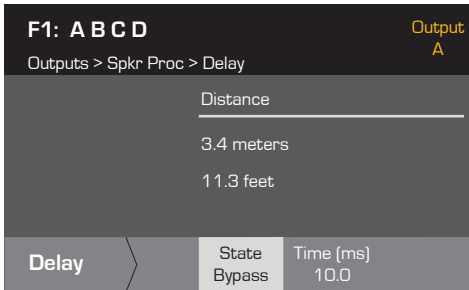 F1: A B C D
Output
A
Outputs > Spkr Proc > Delay
Distance
3.4 meters
11.3 feet
Delay
State
Bypass
Time (ms)
10.0